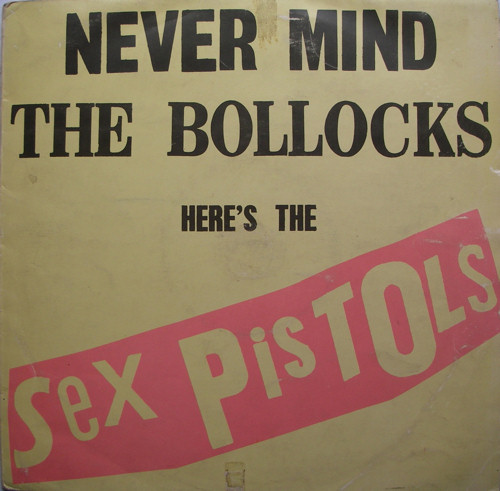 NEVER MIND
THE BOLLOCKS
HERE'S THE
Sex PisTOLs